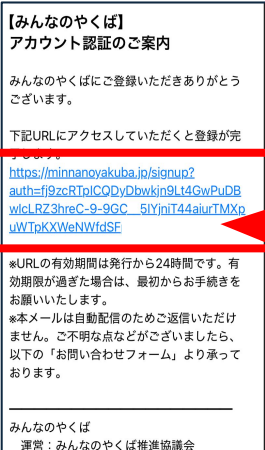 【みんなのやくば】
アカウント認証のご案内
みんなのやくばにご登録いただきありがとう
ございます。
下記URLにアクセスしていただくと登録が完
了します。
https://minnanoyakuba.jp/signup?
auth=fj9zcRTplCQDyDbwkjn9Lt4GwPuDB
wlcLRZ3hreC-9-9GC__5IYjniT44aiurTMXp
uWTpKXWeNWfdSF
※URLの有効期間は発行から24時間です。有
効期限が過ぎた場合は、最初からお手続きを
お願いいたします。
※本メールは自動配信のためご返信いただけ
ません。ご不明な点などがございましたら、
以下の「お問い合わせフォーム」より承って
おります。
みんなのやくば
運営：みんなのやくば推進協議会